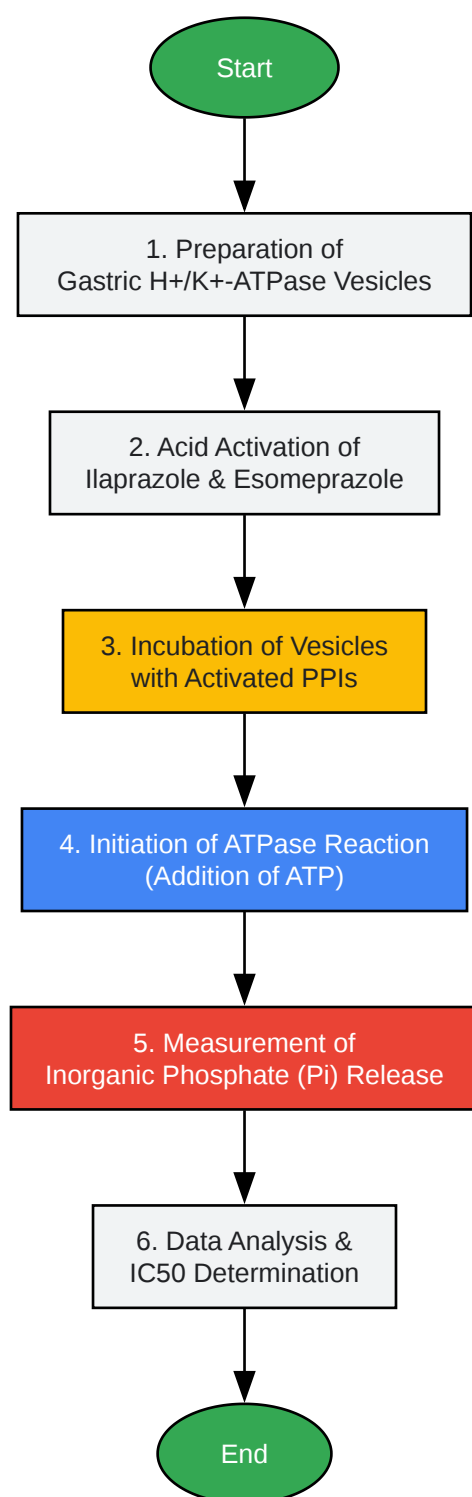 Start
1. Preparation of
Gastric H+/K+-ATPase Vesicles
2. Acid Activation of
Ilaprazole & Esomeprazole
3. Incubation of Vesicles
with Activated PPIs
4. Initiation of ATPase Reaction
(Addition of ATP)
5. Measurement of
Inorganic Phosphate (Pi) Release
6. Data Analysis &
IC50 Determination
End